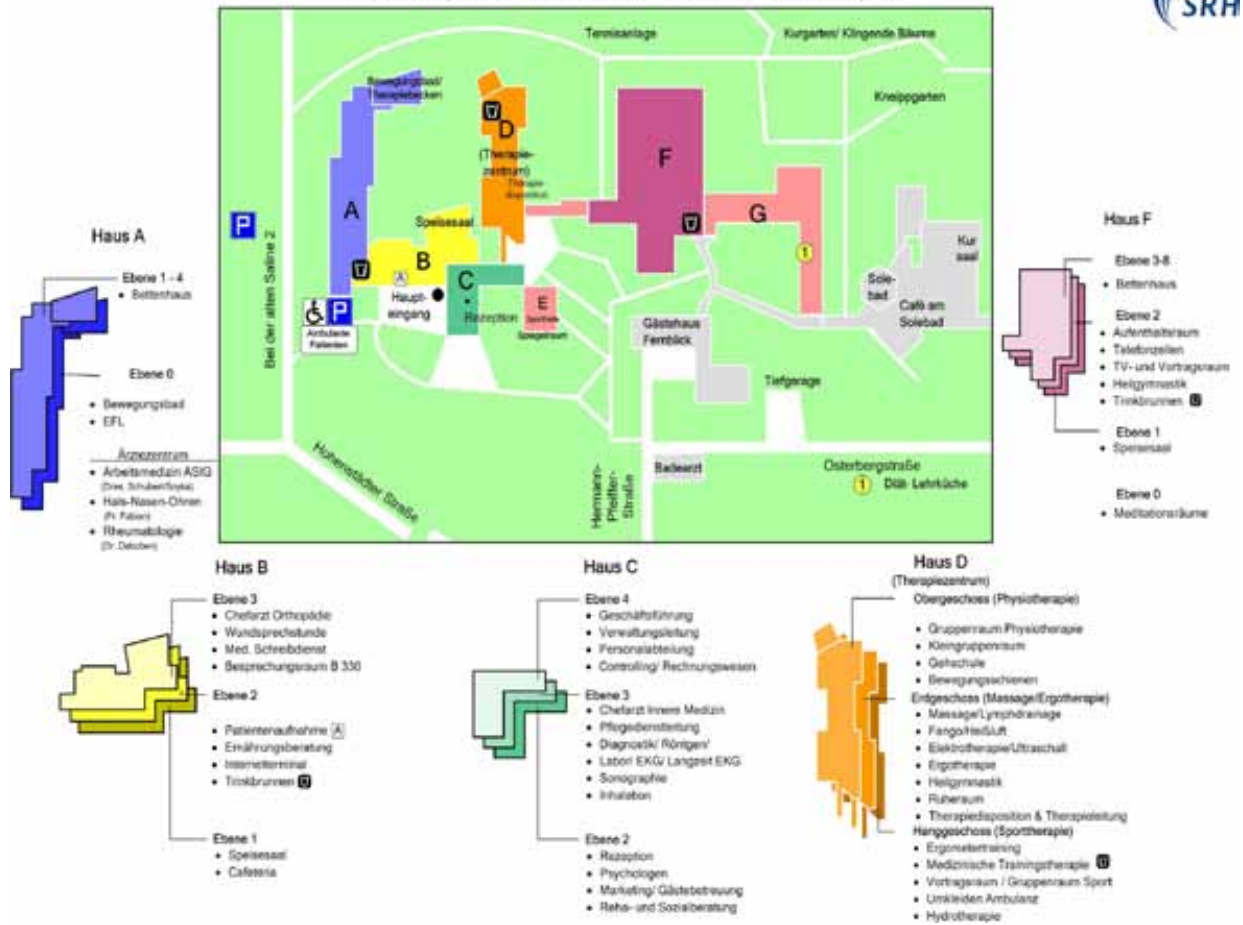 SRH
Tennisanlage
Kurgarten/ Klingende Bäume
Bewegungsbad/
Therapiebecken
Kneippgarten
D
(Therapie-
zentrum)
Therapie-
disposition
F
A
G
P
Speisesaal
B
A
C
1
Kur
saal
Sole-
bad
Café am
Solebad
Haupt-
eingang
Rezeption
E
Sporthalle
Spiegelraum
P
Ambulante
Patienten
Gästehaus
Fernblick
Bei der alten Saline 2
Tiefgarage
Hohenstädter Straße
Hermann-
Pfeiffer-
Straße
Badearzt
Osterbergstraße
1 Diät- Lehrküche
Haus A
Ebene 1 - 4
• Bettenhaus
Ebene 0
• Bewegungsbad
• EFL
Ärztezentrum
• Arbeitsmedizin ASIG
• Hals-Nasen-Ohren
(Fr. Fabian)
• Rheumatologie
Haus F
Ebene 3-8
• Bettenhaus
Ebene 2
• Aufenthaltsraum
• Telefonzellen
• TV- und Vortragsraum
• Heilgymnastik
• Trinkbrunnen
Ebene 1
• Speisesaal
Ebene 0
• Meditationsräume
Haus B
Ebene 3
• Chefarzt Orthopädie
• Wundsprechstunde
• Med. Schreibdienst
• Besprechungsraum B 330
Ebene 2
• Patientenaufnahme A
• Ernährungsberatung
• Internetterminal
• Trinkbrunnen
Ebene 1
• Speisesaal
• Cafeteria
Haus C
Ebene 4
• Geschäftsführung
• Verwaltungsleitung
• Personalabteilung
• Controlling/ Rechnungswesen
Ebene 3
• Chefarzt Innere Medizin
• Pflegedienstleitung
• Diagnostik/ Röntgen/
• Labor/ EKG/ Langzeit EKG
• Sonographie
• Inhalation
Ebene 2
• Rezeption
• Psychologen
• Marketing/ Gästebetreuung
• Reha- und Sozialberatung
Haus D
(Therapiezentrum)
Obergeschoss (Physiotherapie)
• Gruppenraum Physiotherapie
• Kleingruppenraum
• Gehschule
• Bewegungsschienen
Erdgeschoss (Massage/Ergotherapie)
• Massage/Lymphdrainage
• Fango/Heißluft
• Elektrotherapie/Ultraschall
• Ergotherapie
• Heilgymnastik
• Ruheraum
• Therapiedisposition & Therapieleitung
Hanggeschoss (Sporttherapie)
• Ergometertraining
• Medizinische Trainingstherapie
• Vortragsraum / Gruppenraum Sport
• Umkleiden Ambulanz
• Hydrotherapie